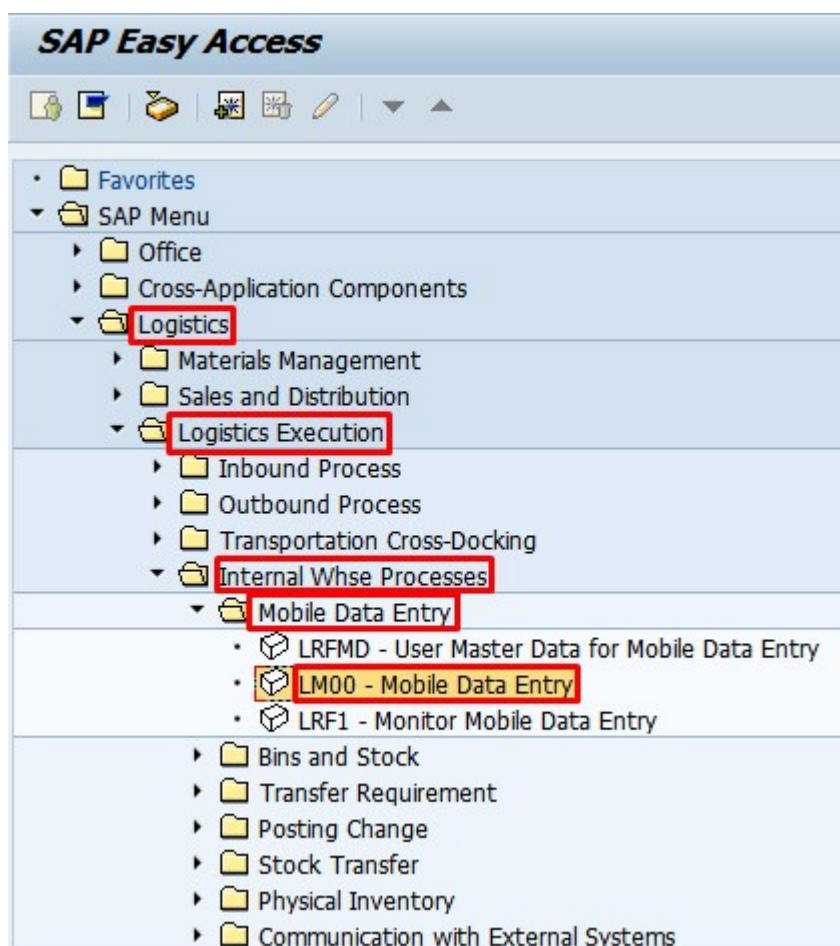 SAP Easy Access
Favorites
SAP Menu
Office
Cross-Application Components
Logistics
Materials Management
Sales and Distribution
Logistics Execution
Inbound Process
Outbound Process
Transportation Cross-Docking
Internal Whse Processes
Mobile Data Entry
LRFMD - User Master Data for Mobile Data Entry
LM00 - Mobile Data Entry
LRF1 - Monitor Mobile Data Entry
Bins and Stock
Transfer Requirement
Posting Change
Stock Transfer
Physical Inventory
Communication with External Systems